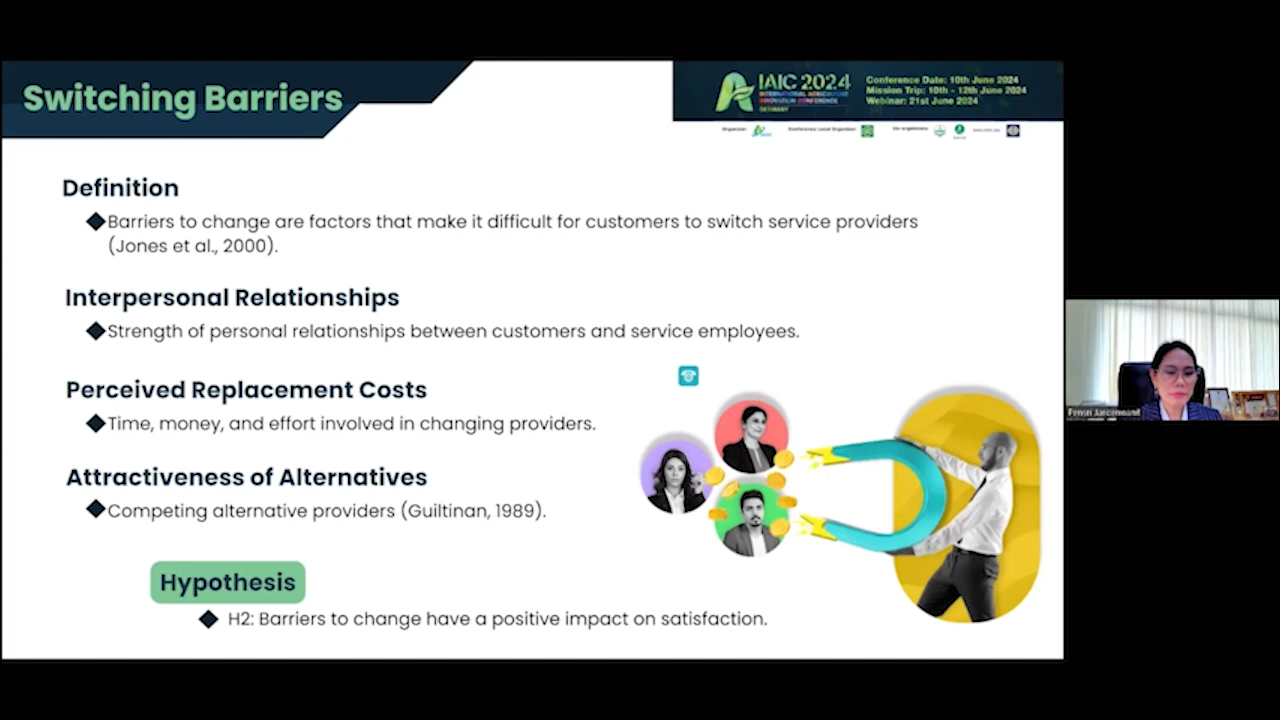 Switching Barriers
IAIC 2024
INTERNATIONAL AGRICULTURE
INNOVATION CONFERENCE
GERMANY
Conference Date: 10th June 2024
Mission Trip: 10th - 12th June 2024
Webinar: 21st June 2024
Organizer:
Conference Local Organizer:
Co-organizers:
Definition
Barriers to change are factors that make it difficult for customers to switch service providers
(Jones et al., 2000).
Interpersonal Relationships
Strength of personal relationships between customers and service employees.
Perceived Replacement Costs
Time, money, and effort involved in changing providers.
Attractiveness of Alternatives
Competing alternative providers (Guiltinan, 1989).
Hypothesis
H2: Barriers to change have a positive impact on satisfaction.